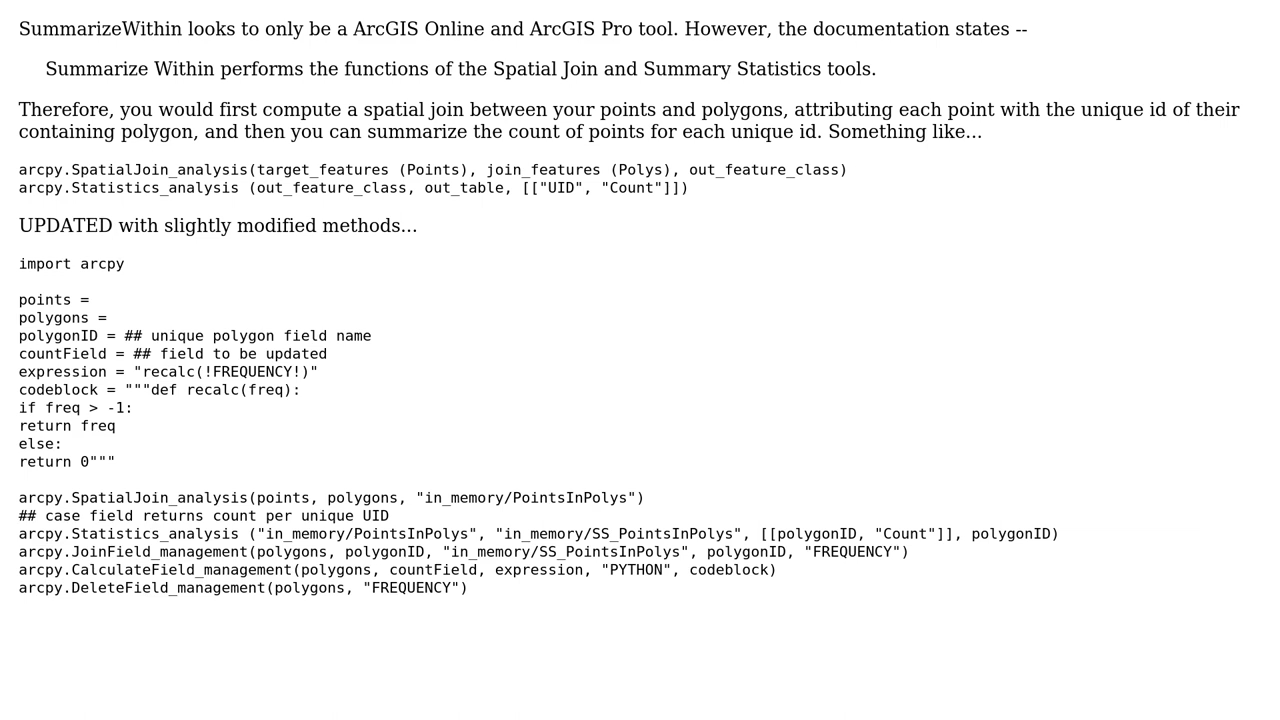 SummarizeWithin looks to only be a ArcGIS Online and ArcGIS Pro tool. However, the documentation states --
Summarize Within performs the functions of the Spatial Join and Summary Statistics tools.
Therefore, you would first compute a spatial join between your points and polygons, attributing each point with the unique id of their
containing polygon, and then you can summarize the count of points for each unique id. Something like...
arcpy.SpatialJoin_analysis(target_features (Points), join_features (Polys), out_feature_class)
arcpy.Statistics_analysis (out_feature_class, out_table, [["UID", "Count"]])
UPDATED with slightly modified methods...
import arcpy
points =
polygons =
polygonID = ## unique polygon field name
countField = ## field to be updated
expression = "recalc(!FREQUENCY!)"
codeblock = """def recalc(freq):
if freq > -1:
return freq
else:
return 0"""
arcpy.SpatialJoin_analysis(points, polygons, "in_memory/PointsInPolys")
## case field returns count per unique UID
arcpy.Statistics_analysis ("in_memory/PointsInPolys", "in_memory/SS_PointsInPolys", [[polygonID, "Count"]], polygonID)
arcpy.JoinField_management(polygons, polygonID, "in_memory/SS_PointsInPolys", polygonID, "FREQUENCY")
arcpy.CalculateField_management(polygons, countField, expression, "PYTHON", codeblock)
arcpy.DeleteField_management(polygons, "FREQUENCY")